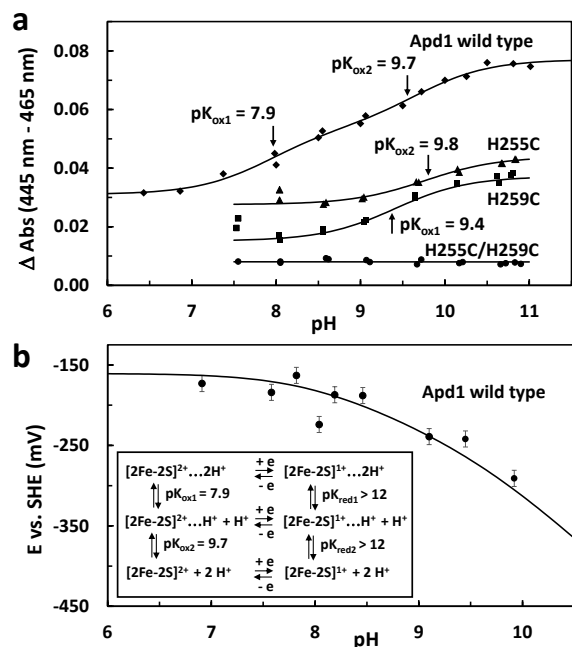 a
0.08
0.06
0.04
0.02
0.00
Δ Abs (445 nm - 465 nm)
Apd1 wild type
pKox2 = 9.7
pKox1 = 7.9
pKox2 = 9.8
H255C
H259C
pKox1 = 9.4
H255C/H259C
6 7 8 9 10 11
pH
b
-150
-250
-350
-450
E vs. SHE (mV)
Apd1 wild type
[2Fe-2S]2+…2H+ + e - e [2Fe-2S]1+…2H+
pKox1 = 7.9 pKred1 > 12
[2Fe-2S]2+…H+ + H+ + e - e [2Fe-2S]1+…H+ + H+
pKox2 = 9.7 pKred2 > 12
[2Fe-2S]2+ + 2 H+ + e - e [2Fe-2S]1+ + 2 H+
6 7 8 9 10
pH